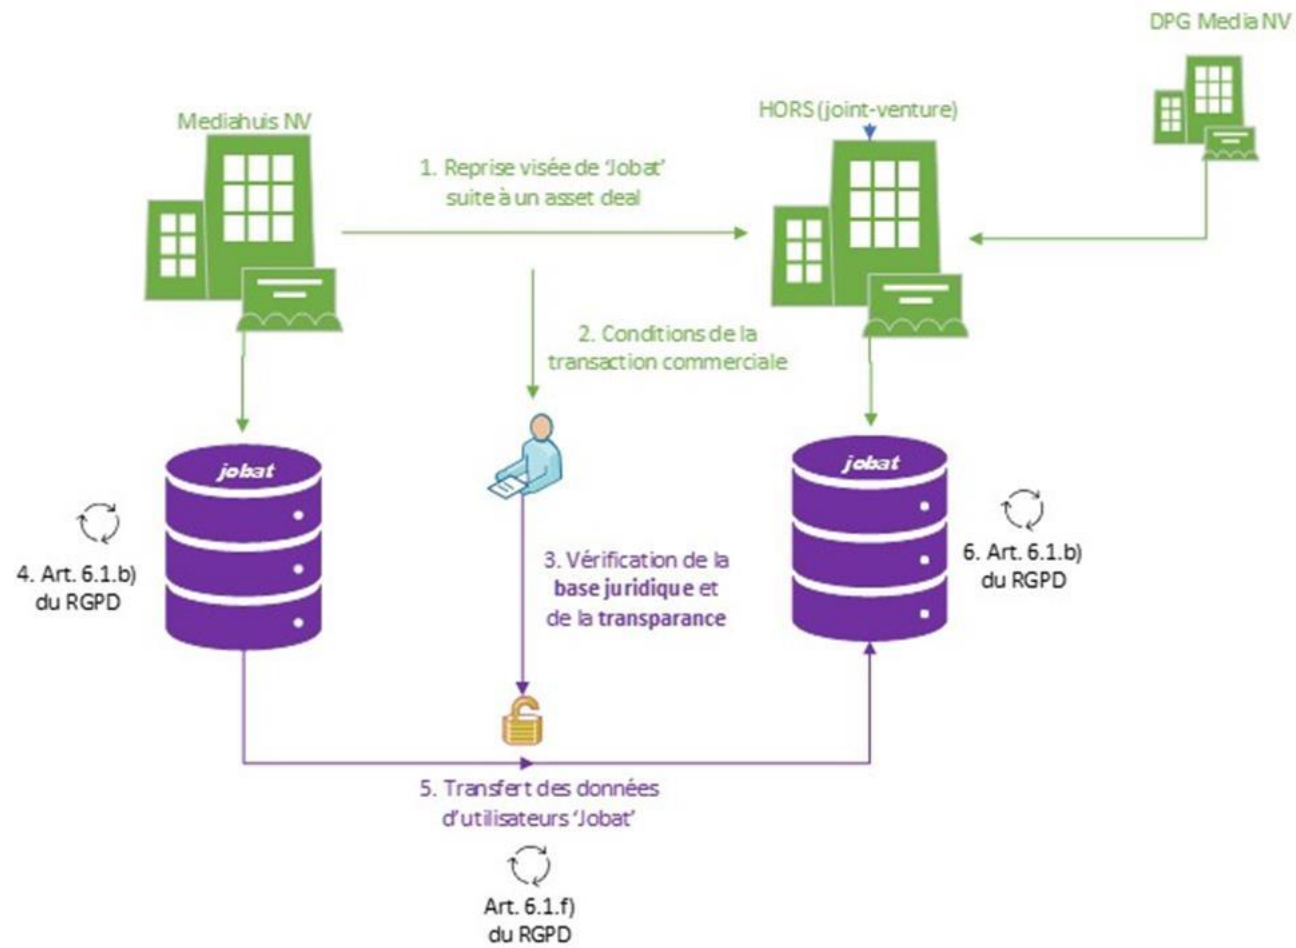 DPG Media NV
HORS (joint-venture)
Mediahuis NV
1. Reprise visée de ‘Jobat’
suite à un asset deal
2. Conditions de la
transaction commerciale
jobat
jobat
4. Art. 6.1.b)
du RGPD
3. Vérification de la
base juridique et
de la transparance
6. Art. 6.1.b)
du RGPD
5. Transfert des données
d’utilisateurs ‘Jobat’
Art. 6.1.f)
du RGPD